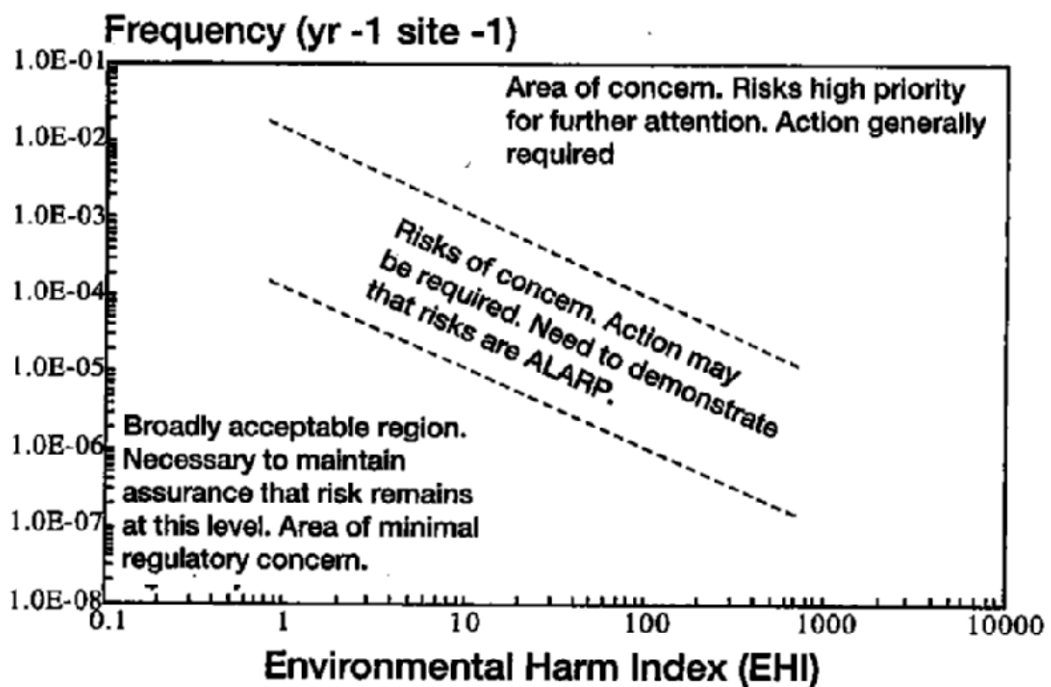 Frequency (yr -1 site -1)
1.0E-01
Area of concern. Risks high priority
for further attention. Action generally
required
1.0E-02
1.0E-03
Risks of concern. Action may
be required. Need to demonstrate
that risks are ALARP.
1.0E-04
1.0E-05
Broadly acceptable region.
Necessary to maintain
assurance that risk remains
at this level. Area of minimal
regulatory concern.
1.0E-06
1.0E-07
1.0E-08
0.1 1 10 100 1000 10000
Environmental Harm Index (EHI)